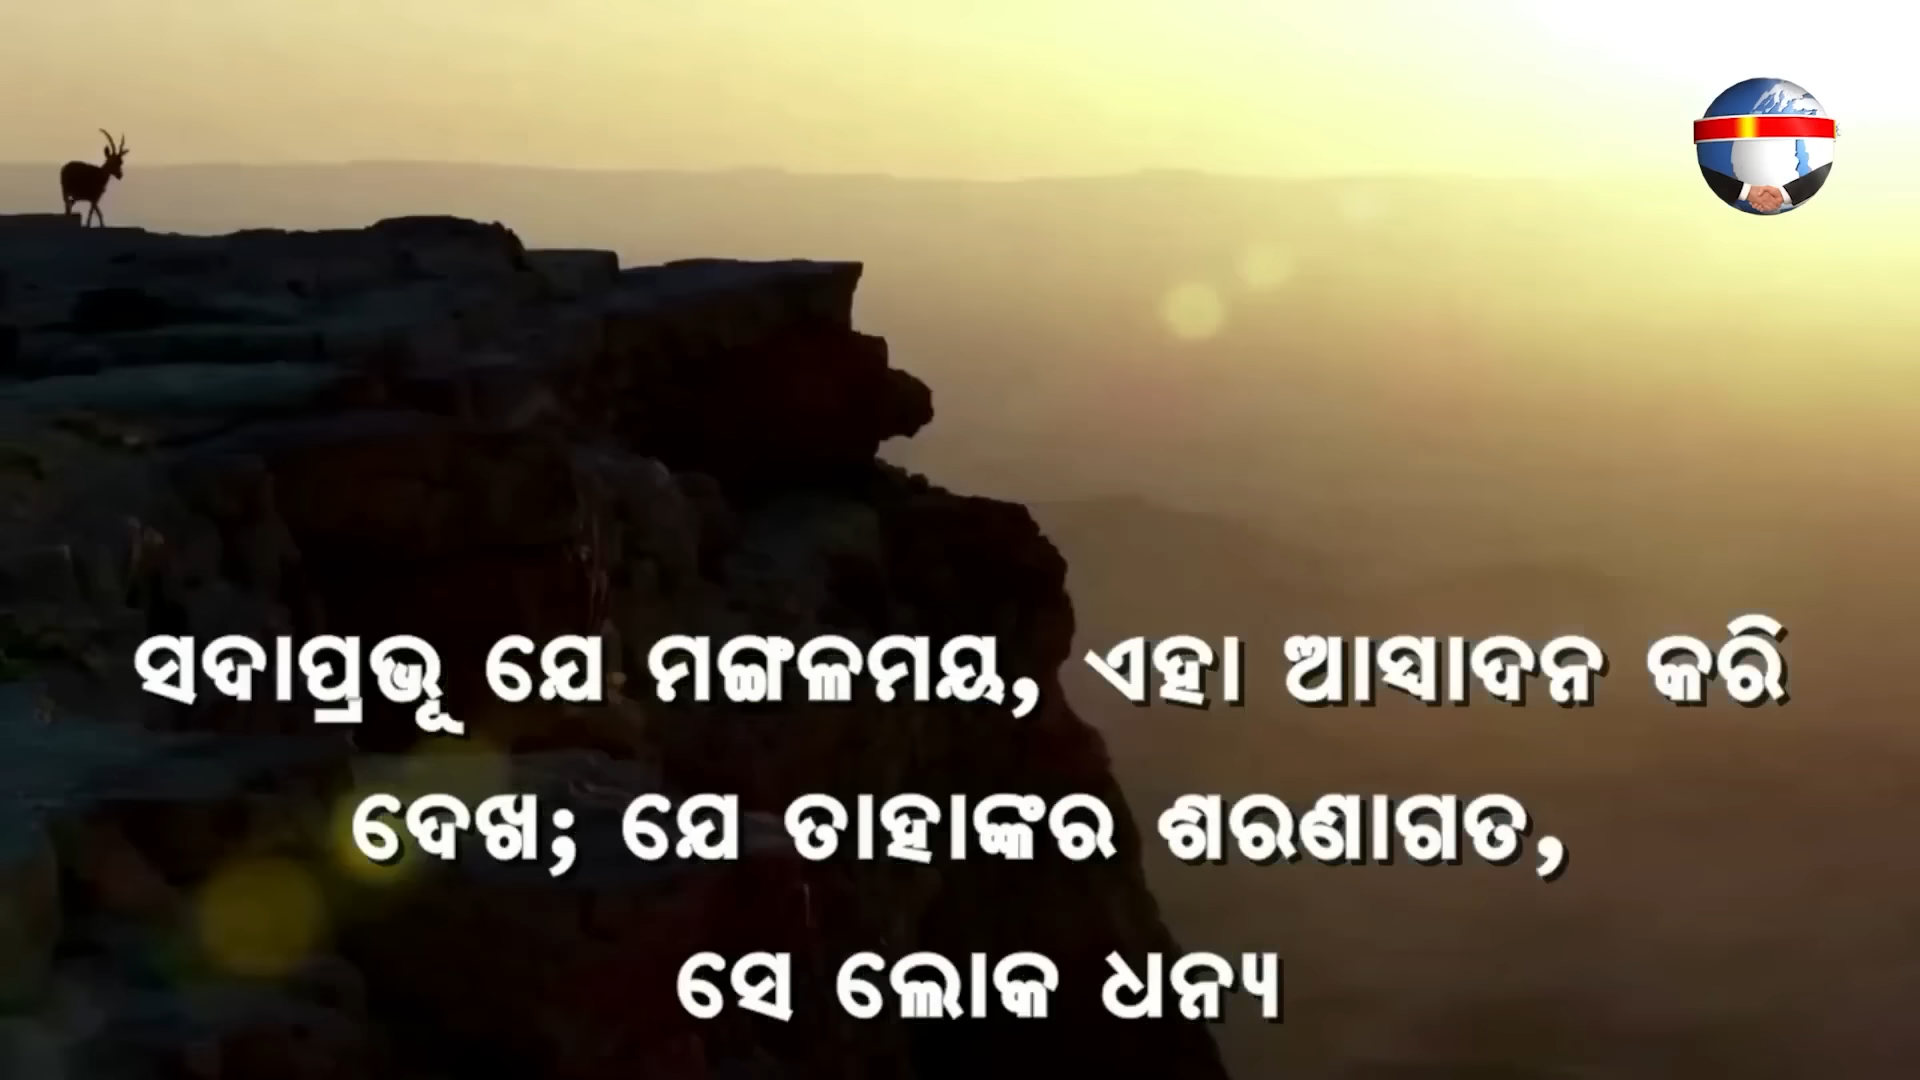 ସଦାପ୍ରଭୂ ଯେ ମଙ୍ଗଳମୟ, ଏହା ଆସ୍ୱାଦନ କରି
ଦେଖ; ଯେ ତାହାଙ୍କର ଶରଣାଗତ,
ସେ ଲୋକ ଧନ୍ୟ